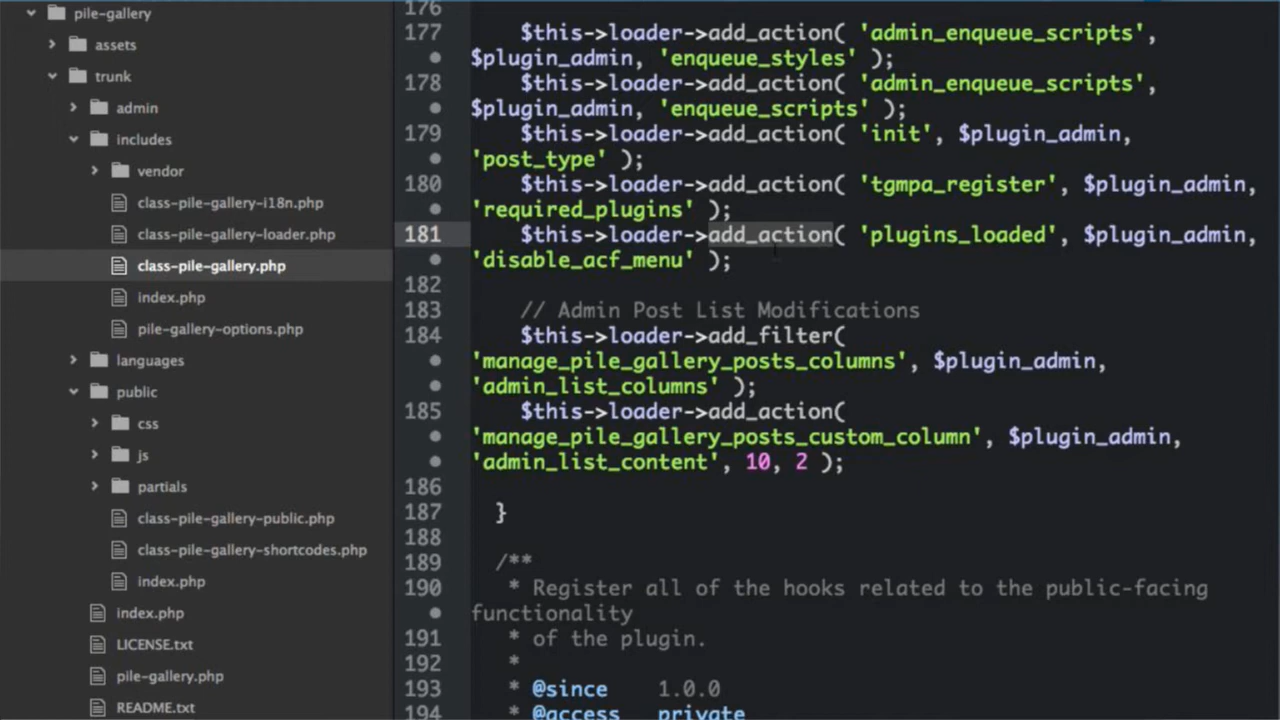 pile-gallery
assets
trunk
admin
includes
vendor
class-pile-gallery-i18n.php
class-pile-gallery-loader.php
class-pile-gallery.php
index.php
pile-gallery-options.php
languages
public
css
js
partials
class-pile-gallery-public.php
class-pile-gallery-shortcodes.php
index.php
index.php
LICENSE.txt
pile-gallery.php
README.txt
176
177 $this->loader->add_action( 'admin_enqueue_scripts',
$plugin_admin, 'enqueue_styles' );
178 $this->loader->add_action( 'admin_enqueue_scripts',
$plugin_admin, 'enqueue_scripts' );
179 $this->loader->add_action( 'init', $plugin_admin,
'post_type' );
180 $this->loader->add_action( 'tgmpa_register', $plugin_admin,
'required_plugins' );
181 $this->loader->add_action( 'plugins_loaded', $plugin_admin,
'disable_acf_menu' );
182
183 // Admin Post List Modifications
184 $this->loader->add_filter(
'manage_pile_gallery_posts_columns', $plugin_admin,
'admin_list_columns' );
185 $this->loader->add_action(
'manage_pile_gallery_posts_custom_column', $plugin_admin,
'admin_list_content', 10, 2 );
186
187 }
188
189 /**
190 * Register all of the hooks related to the public-facing
functionality
191 * of the plugin.
192 *
193 * @since 1.0.0
194 * @access private